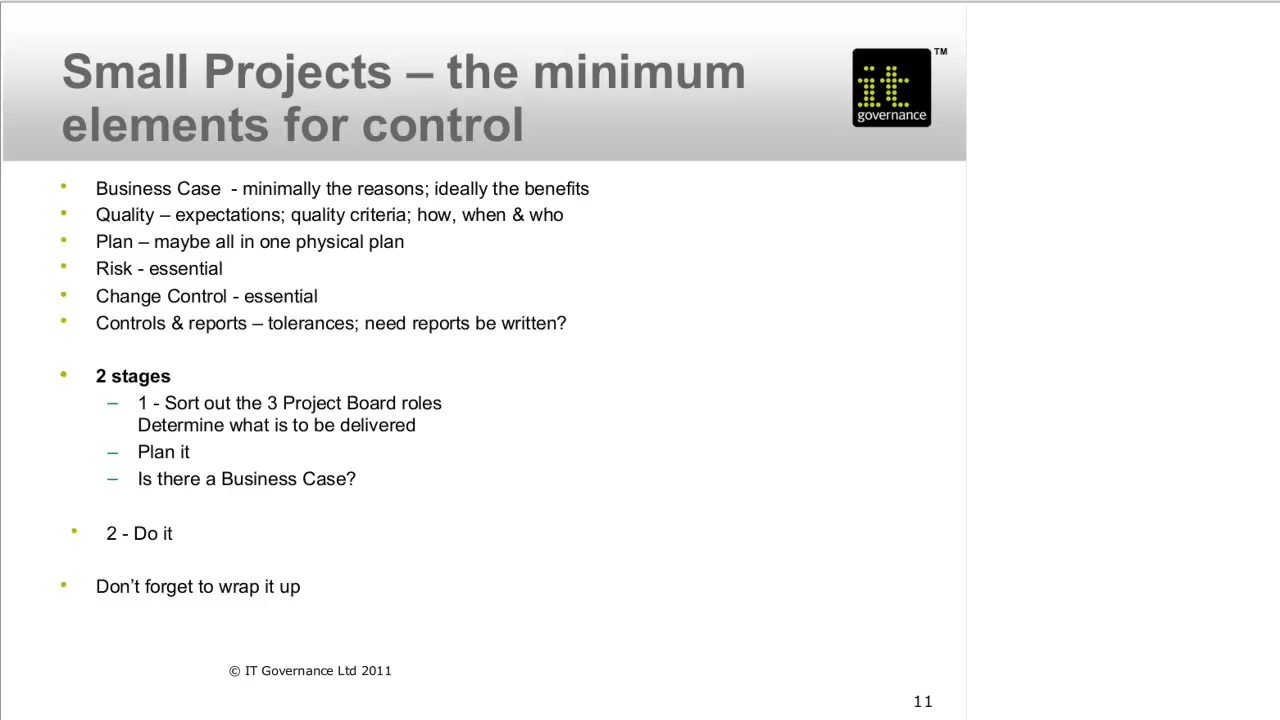 Small Projects – the minimum
elements for control
TM
it
governance
• Business Case  - minimally the reasons; ideally the benefits
• Quality – expectations; quality criteria; how, when & who
• Plan – maybe all in one physical plan
• Risk - essential
• Change Control - essential
• Controls & reports – tolerances; need reports be written?
• 2 stages
– 1 - Sort out the 3 Project Board roles
Determine what is to be delivered
– Plan it
– Is there a Business Case?
• 2 - Do it
• Don’t forget to wrap it up
© IT Governance Ltd 2011
11